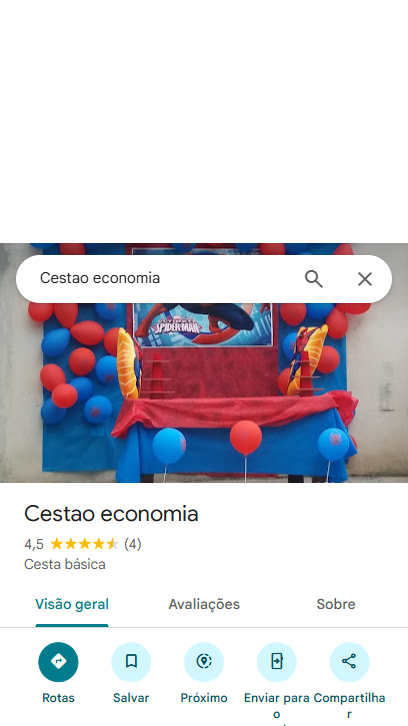 Cestao economia
ULTIMATE
SPIDER-MAN
Cestao economia
4,5 (4)
Cesta básica
Visão geral Avaliações Sobre
Rotas Salvar Próximo Enviar para o Compartilhar